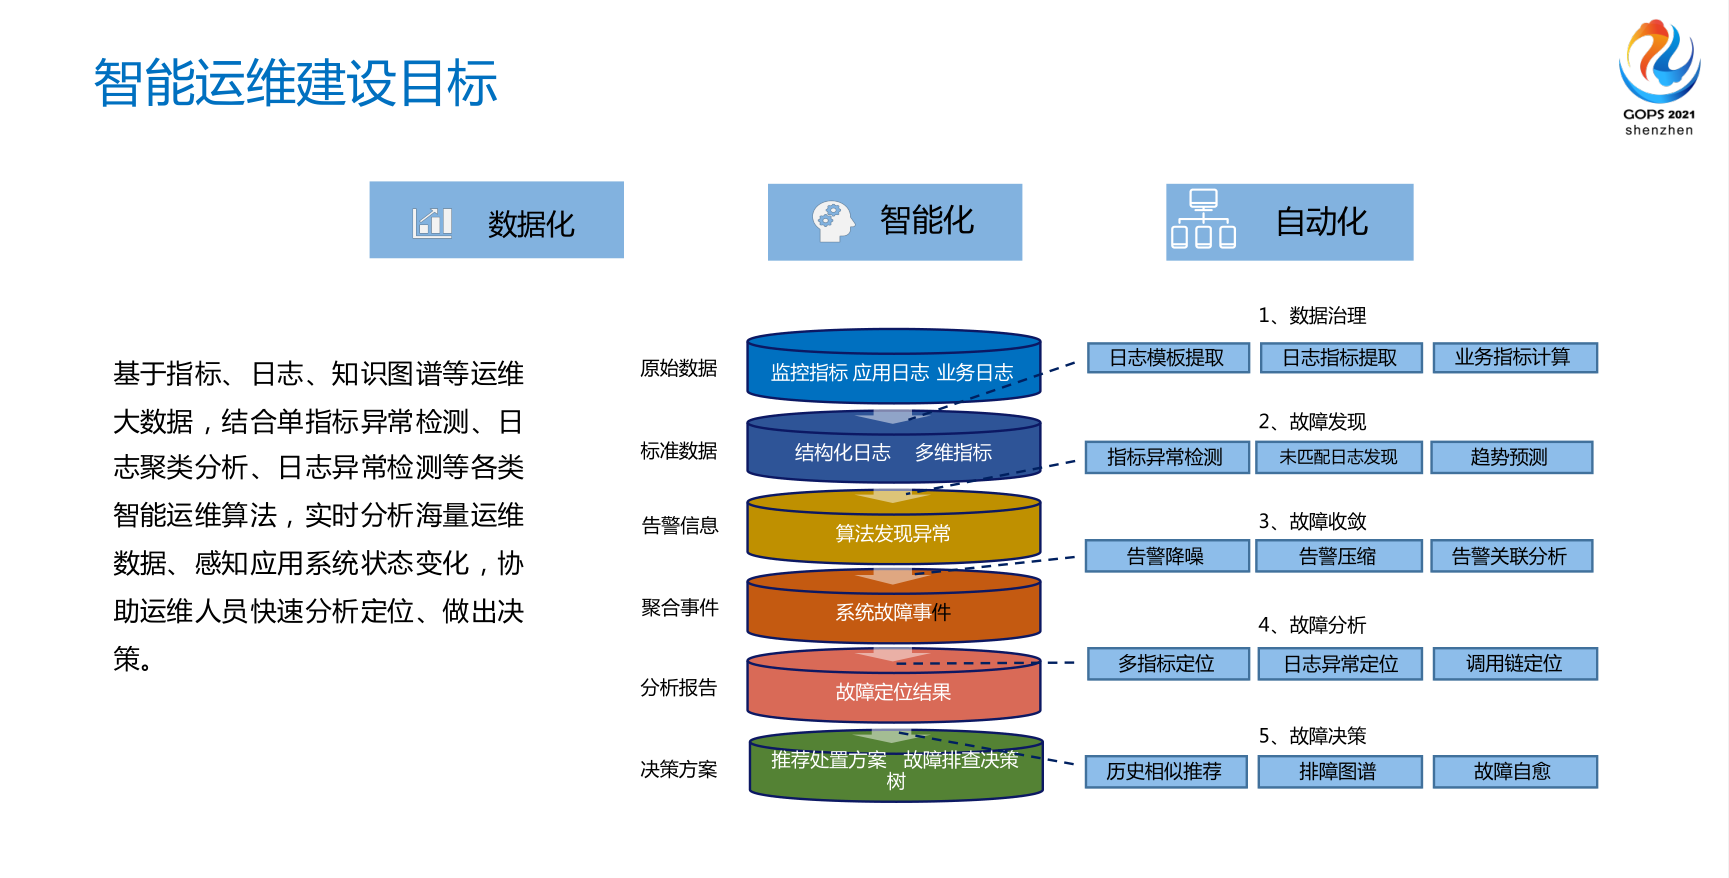 智能运维建设目标
GOPS 2021
shenzhen
数据化
智能化
自动化
基于指标、日志、知识图谱等运维
大数据，结合单指标异常检测、日
志聚类分析、日志异常检测等各类
智能运维算法，实时分析海量运维
数据、感知应用系统状态变化，协
助运维人员快速分析定位、做出决
策。
原始数据
监控指标 应用日志 业务日志
标准数据
结构化日志 多维指标
告警信息
算法发现异常
聚合事件
系统故障事件
分析报告
故障定位结果
决策方案
推荐处置方案 故障排查决策
树
1、数据治理
日志模板提取 日志指标提取 业务指标计算
2、故障发现
指标异常检测 未匹配日志发现 趋势预测
3、故障收敛
告警降噪 告警压缩 告警关联分析
4、故障分析
多指标定位 日志异常定位 调用链定位
5、故障决策
历史相似推荐 排障图谱 故障自愈